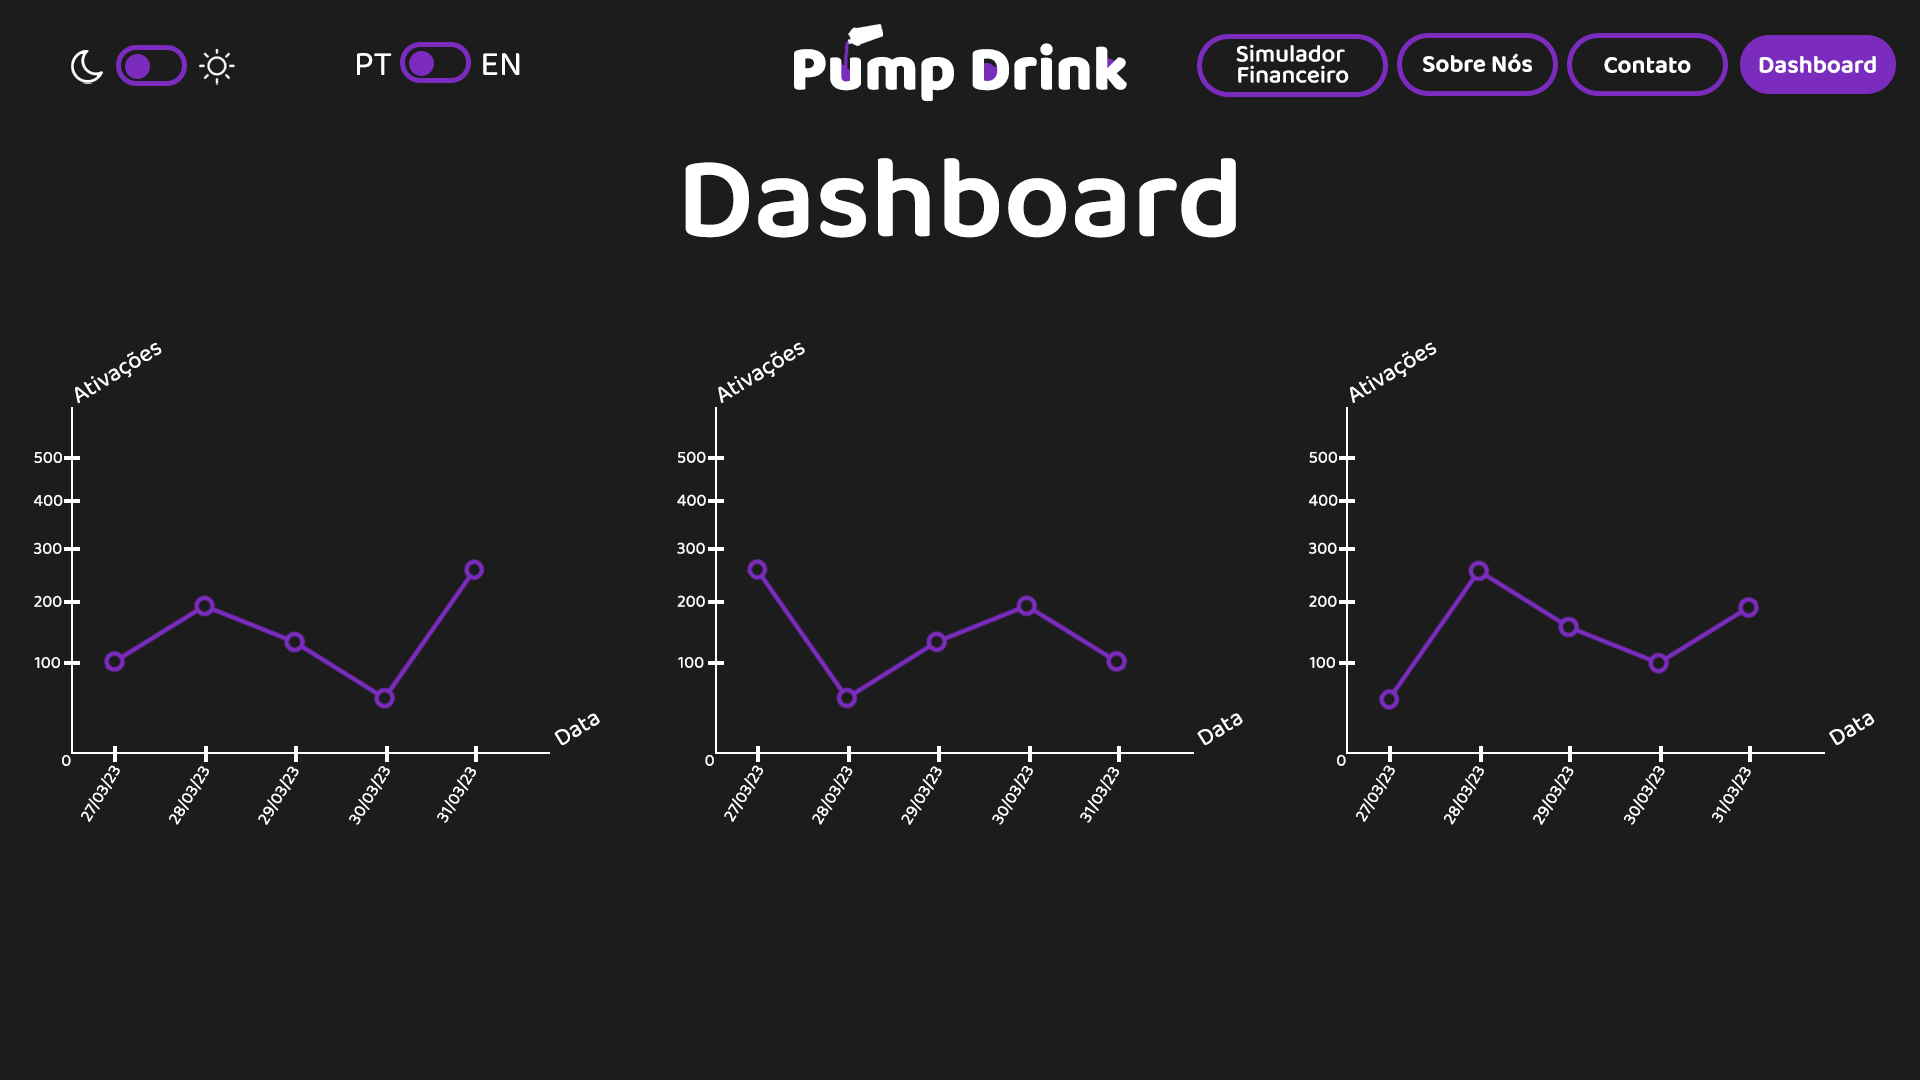 PT EN
Pump Drink
Simulador
Financeiro
Sobre Nós
Contato
Dashboard
Dashboard
Ativações
500
400
300
200
100
0
27/03/23
28/03/23
29/03/23
30/03/23
31/03/23
Data
Ativações
500
400
300
200
100
0
27/03/23
28/03/23
29/03/23
30/03/23
31/03/23
Data
Ativações
500
400
300
200
100
0
27/03/23
28/03/23
29/03/23
30/03/23
31/03/23
Data